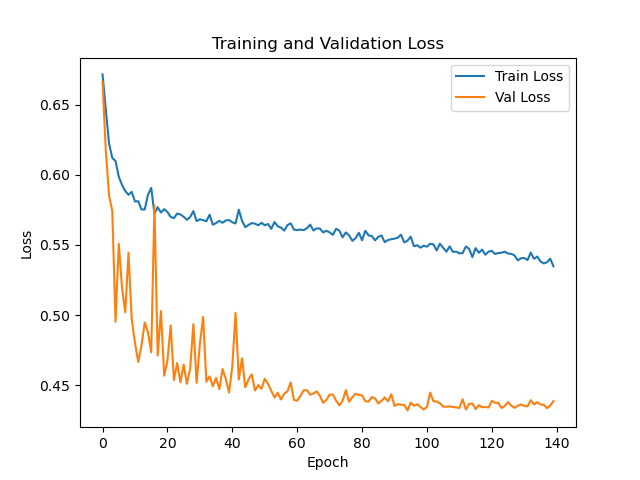 Training and Validation Loss
Train Loss
Val Loss
0.65
0.60
0.55
0.50
0.45
Loss
0 20 40 60 80 100 120 140
Epoch